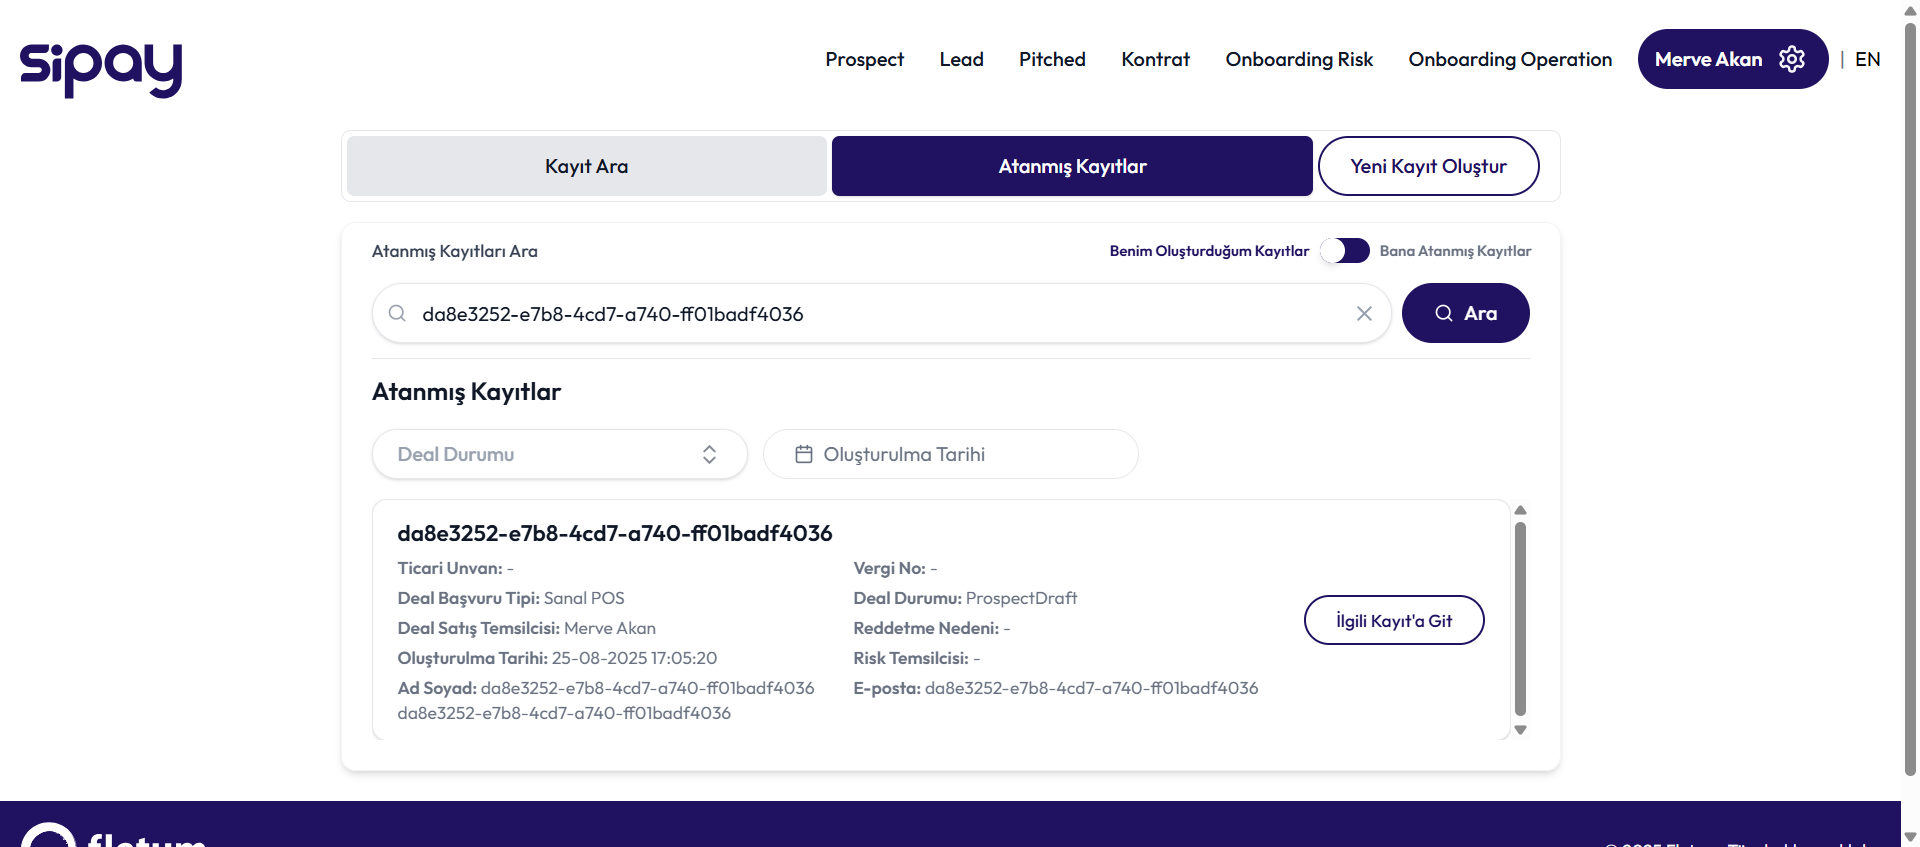 sipay
Prospect Lead Pitched Kontrat Onboarding Risk Onboarding Operation Merve Akan | EN
Kayıt Ara Atanmış Kayıtlar Yeni Kayıt Oluştur
Atanmış Kayıtları Ara Benim Oluşturduğum Kayıtlar Bana Atanmış Kayıtlar
da8e3252-e7b8-4cd7-a740-ff01badf4036 Ara
Atanmış Kayıtlar
Deal Durumu Oluşturulma Tarihi
da8e3252-e7b8-4cd7-a740-ff01badf4036
Ticari Unvan: - Vergi No: -
Deal Başvuru Tipi: Sanal POS Deal Durumu: ProspectDraft
İlgili Kayıt'a Git
Deal Satış Temsilcisi: Merve Akan Reddetme Nedeni: -
Oluşturulma Tarihi: 25-08-2025 17:05:20 Risk Temsilcisi: -
Ad Soyad: da8e3252-e7b8-4cd7-a740-ff01badf4036 E-posta: da8e3252-e7b8-4cd7-a740-ff01badf4036
da8e3252-e7b8-4cd7-a740-ff01badf4036